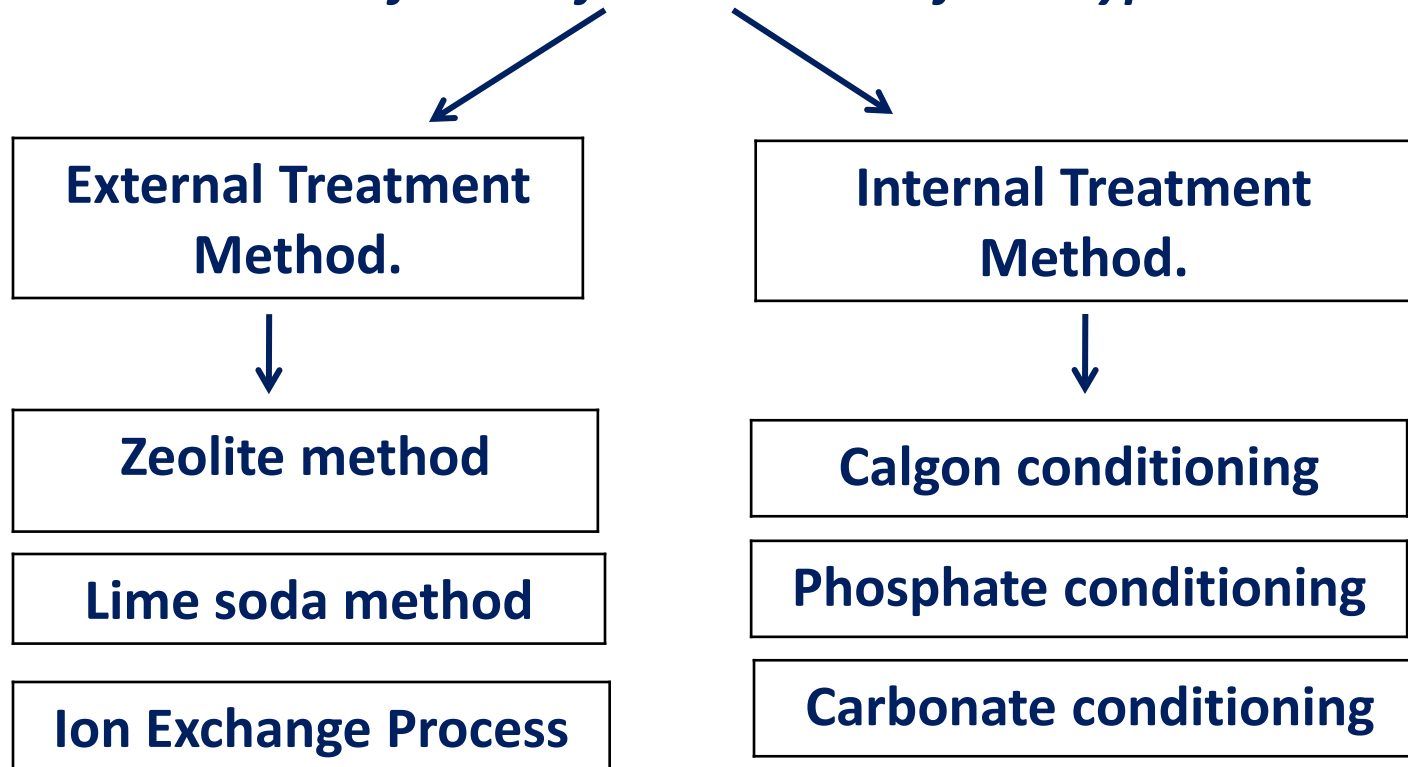 External Treatment
Method.
Internal Treatment
Method.
Zeolite method
Calgon conditioning
Lime soda method
Phosphate conditioning
Ion Exchange Process
Carbonate conditioning